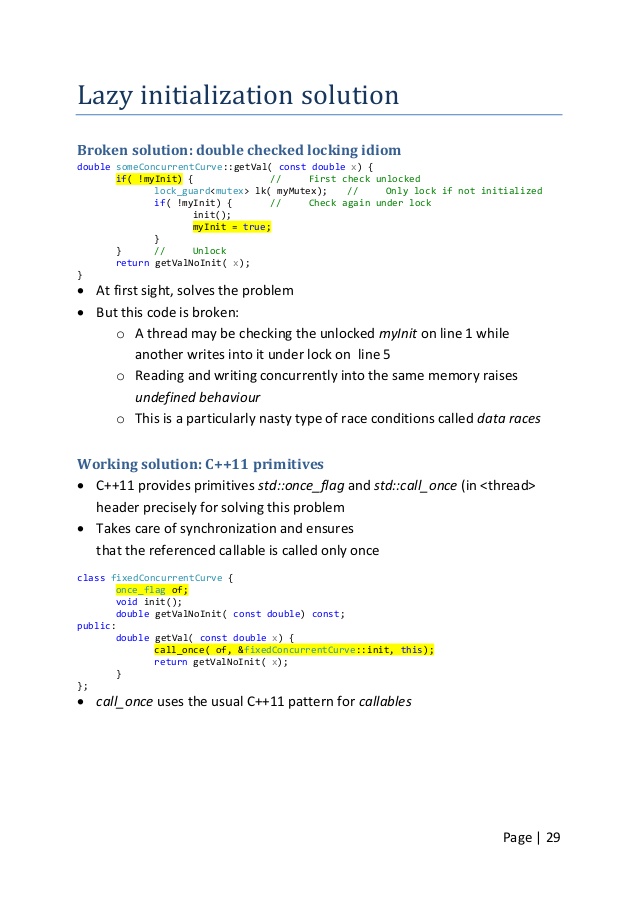 Lazy initialization solution
Broken solution: double checked locking idiom
double someConcurrentCurve::getVal( const double x) {
if( !myInit) { // First check unlocked
lock_guard<mutex> lk( myMutex); // Only lock if not initialized
if( !myInit) { // Check again under lock
init();
myInit = true;
}
} // Unlock
return getValNoInit( x);
}
• At first sight, solves the problem
• But this code is broken:
o A thread may be checking the unlocked myInit on line 1 while
another writes into it under lock on line 5
o Reading and writing concurrently into the same memory raises
undefined behaviour
o This is a particularly nasty type of race conditions called data races
Working solution: C++11 primitives
• C++11 provides primitives std::once_flag and std::call_once (in <thread>
header precisely for solving this problem
• Takes care of synchronization and ensures
that the referenced callable is called only once
class fixedConcurrentCurve {
once_flag of;
void init();
double getValNoInit( const double) const;
public:
double getVal( const double x) {
call_once( of, &fixedConcurrentCurve::init, this);
return getValNoInit( x);
}
};
• call_once uses the usual C++11 pattern for callables
Page | 29